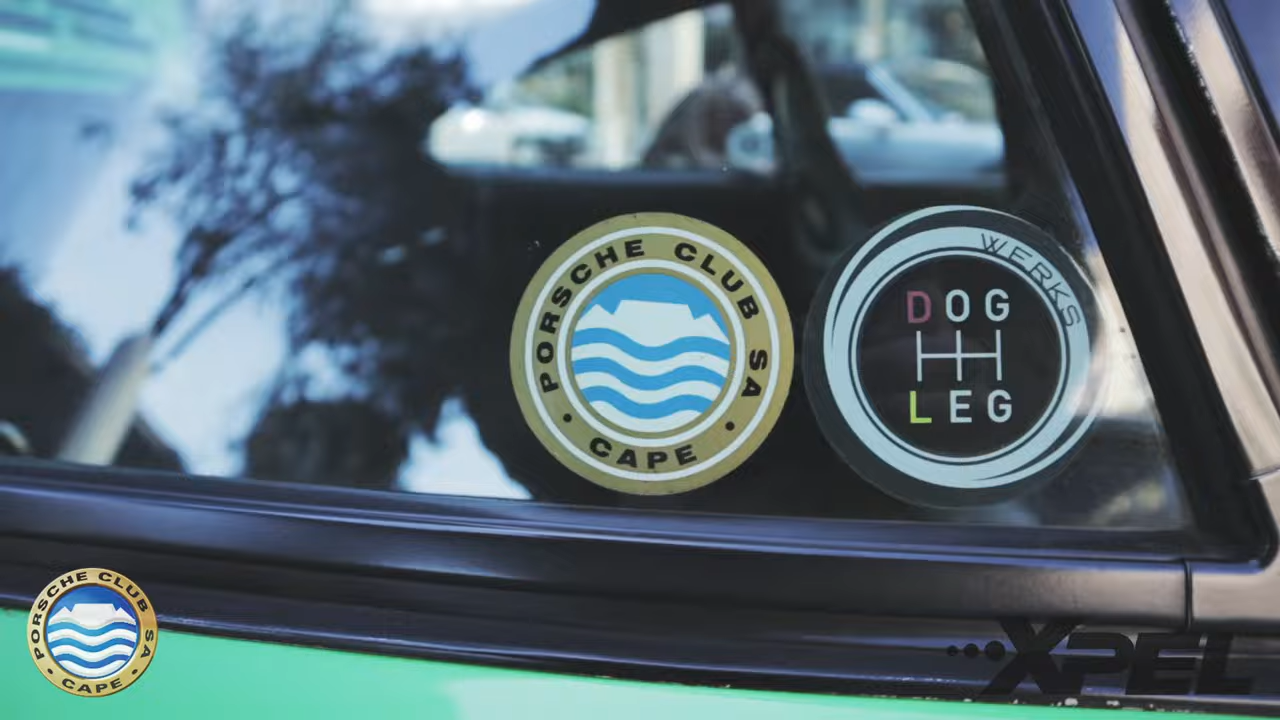 PORSCHE CLUB SA
• CAPE •
WERKS
DOG
LEG
PORSCHE CLUB SA
• CAPE •
XPEL